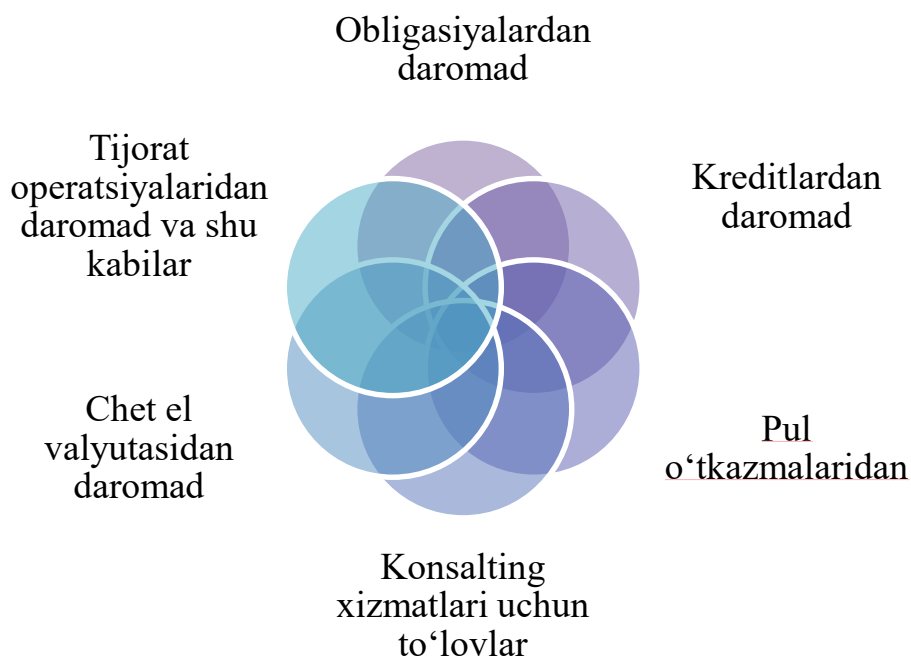 Obligasiyalardan
daromad
Kreditlardan
daromad
Pul
o‘tkazmalaridan
Konsalting
xizmatlari uchun
to‘lovlar
Chet el
valyutasidan
daromad
Tijorat
operatsiyalaridan
daromad va shu
kabilar